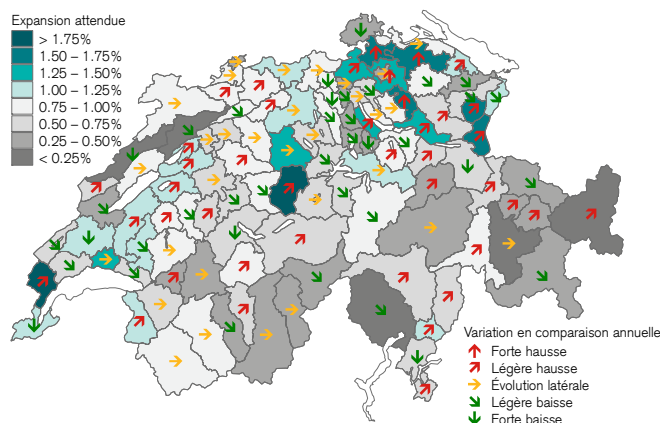 Expansion attendue
> 1.75%
1.50 – 1.75%
1.25 – 1.50%
1.00 – 1.25%
0.75 – 1.00%
0.50 – 0.75%
0.25 – 0.50%
< 0.25%
Variation en comparaison annuelle
Forte hausse
Légère hausse
Évolution latérale
Légère baisse
Forte baisse